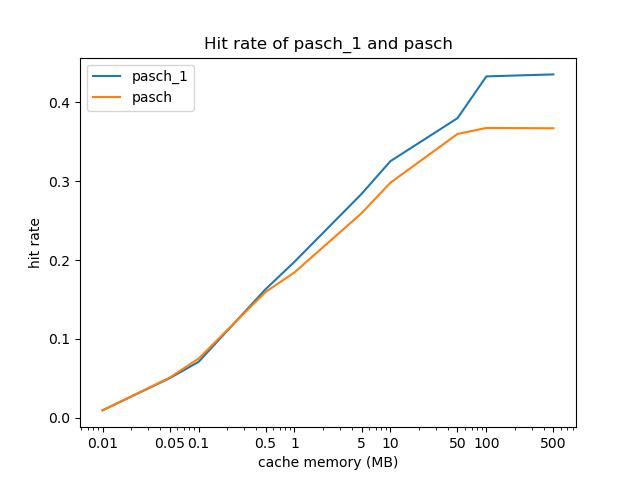 Hit rate of pasch_1 and pasch
pasch_1
pasch
hit rate
0.4
0.3
0.2
0.1
0.0
0.01 0.05 0.1 0.5 1 5 10 50 100 500
cache memory (MB)